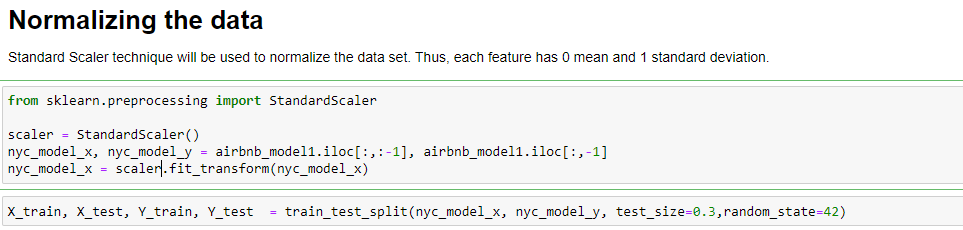 Normalizing the data
Standard Scaler technique will be used to normalize the data set. Thus, each feature has 0 mean and 1 standard deviation.
from sklearn.preprocessing import StandardScaler
scaler = StandardScaler()
nyc_model_x, nyc_model_y = airbnb_model1.iloc[:,:-1], airbnb_model1.iloc[:,-1]
nyc_model_x = scaler.fit_transform(nyc_model_x)
X_train, X_test, Y_train, Y_test  = train_test_split(nyc_model_x, nyc_model_y, test_size=0.3,random_state=42)